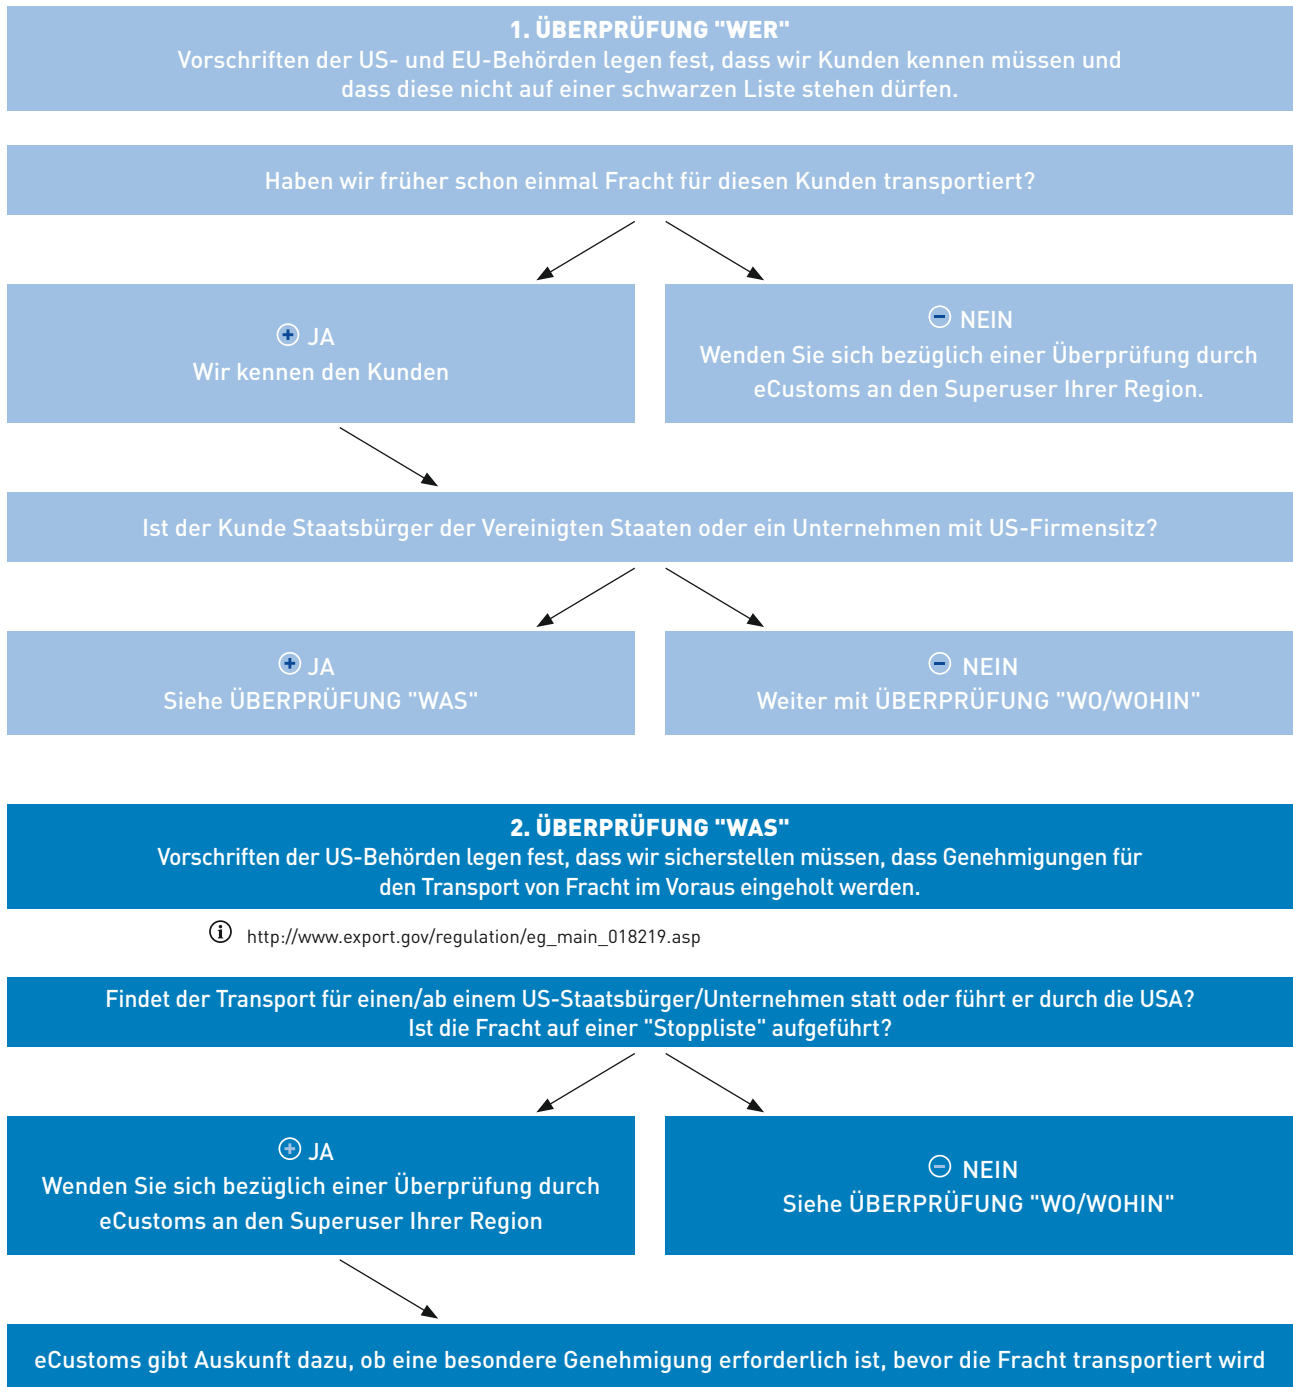 1. ÜBERPRÜFUNG "WER"
Vorschriften der US- und EU-Behörden legen fest, dass wir Kunden kennen müssen und
dass diese nicht auf einer schwarzen Liste stehen dürfen.
Haben wir früher schon einmal Fracht für diesen Kunden transportiert?
JA
Wir kennen den Kunden
NEIN
Wenden Sie sich bezüglich einer Überprüfung durch
eCustoms an den Superuser Ihrer Region.
Ist der Kunde Staatsbürger der Vereinigten Staaten oder ein Unternehmen mit US-Firmensitz?
JA
Siehe ÜBERPRÜFUNG "WAS"
NEIN
Weiter mit ÜBERPRÜFUNG "WO/WOHIN"
2. ÜBERPRÜFUNG "WAS"
Vorschriften der US-Behörden legen fest, dass wir sicherstellen müssen, dass Genehmigungen für
den Transport von Fracht im Voraus eingeholt werden.
http://www.export.gov/regulation/eg_main_018219.asp
Findet der Transport für einen/ab einem US-Staatsbürger/Unternehmen statt oder führt er durch die USA?
Ist die Fracht auf einer "Stoppliste" aufgeführt?
JA
Wenden Sie sich bezüglich einer Überprüfung durch
eCustoms an den Superuser Ihrer Region
NEIN
Siehe ÜBERPRÜFUNG "WO/WOHIN"
eCustoms gibt Auskunft dazu, ob eine besondere Genehmigung erforderlich ist, bevor die Fracht transportiert wird